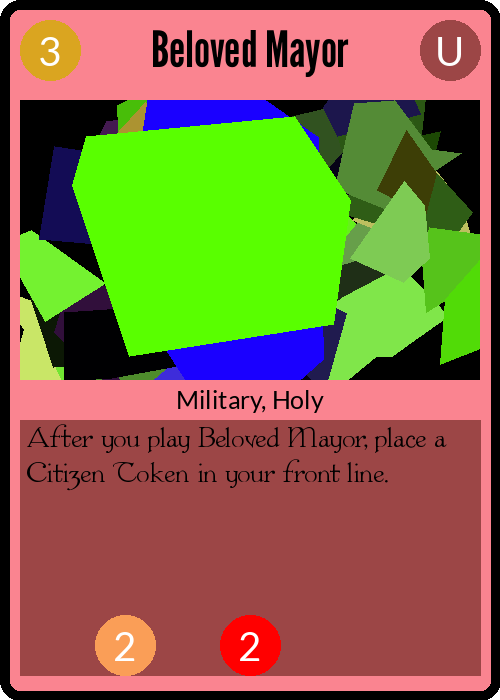 3
Beloved Mayor
U
Military, Holy
After you play Beloved Mayor, place a
Citizen Token in your front line.
2
2